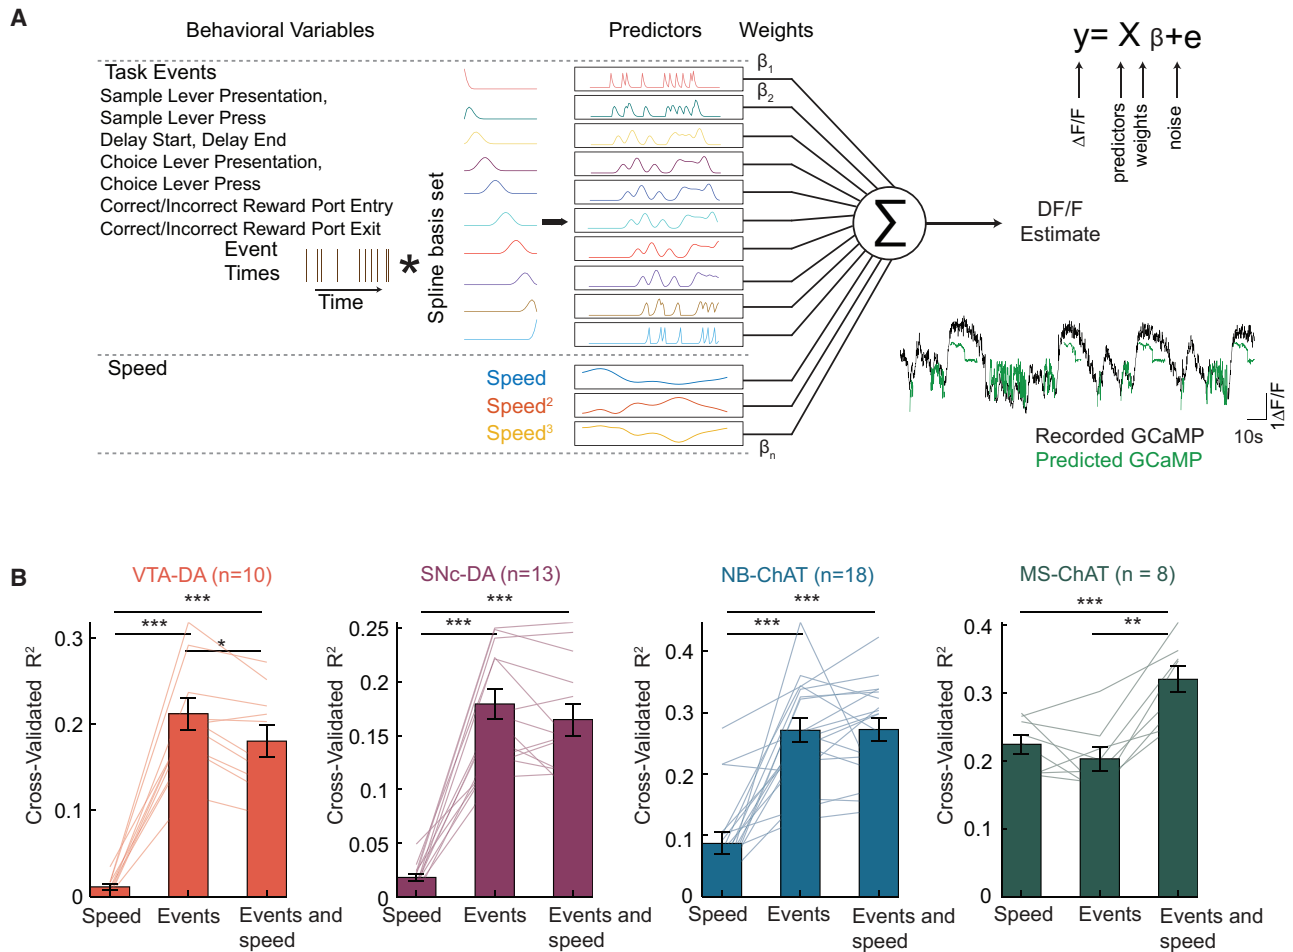 A
Behavioral Variables
Predictors
Weights
Task Events
Sample Lever Presentation,
Sample Lever Press
Delay Start, Delay End
Choice Lever Presentation,
Choice Lever Press
Correct/Incorrect Reward Port Entry
Correct/Incorrect Reward Port Exit
Event
Times
Time
*
Spline basis set
β1
β2
Σ
y= X β+e
ΔF/F
predictors
weights
noise
DF/F
Estimate
Speed
Speed
Speed²
Speed³
βn
1ΔF/F
10s
Recorded GCaMP
Predicted GCaMP
B
VTA-DA (n=10)
***
***
*
Cross-Validated R²
0.3
0.2
0.1
0
Speed
Events
Events and
speed
SNc-DA (n=13)
***
***
Cross-Validated R²
0.25
0.2
0.15
0.1
0.05
0
Speed
Events
Events and
speed
NB-ChAT (n=18)
***
***
Cross-Validated R²
0.4
0.3
0.2
0.1
0
Speed
Events
Events and
speed
MS-ChAT (n = 8)
***
**
Cross-Validated R²
0.4
0.3
0.2
0.1
0
Speed
Events
Events and
speed